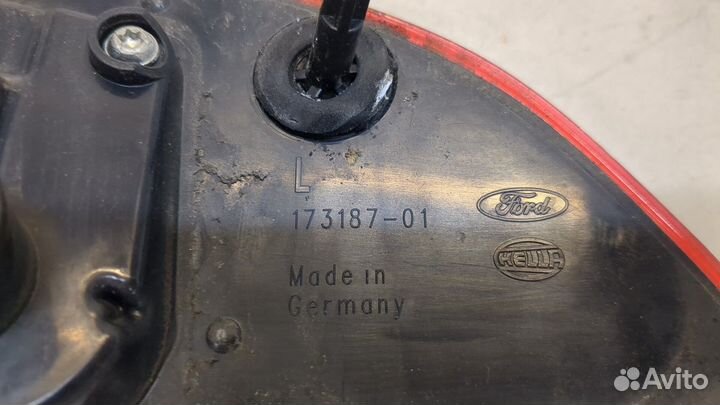 L
173187-01
Ford
HELLA
Made in
Germany
Avito